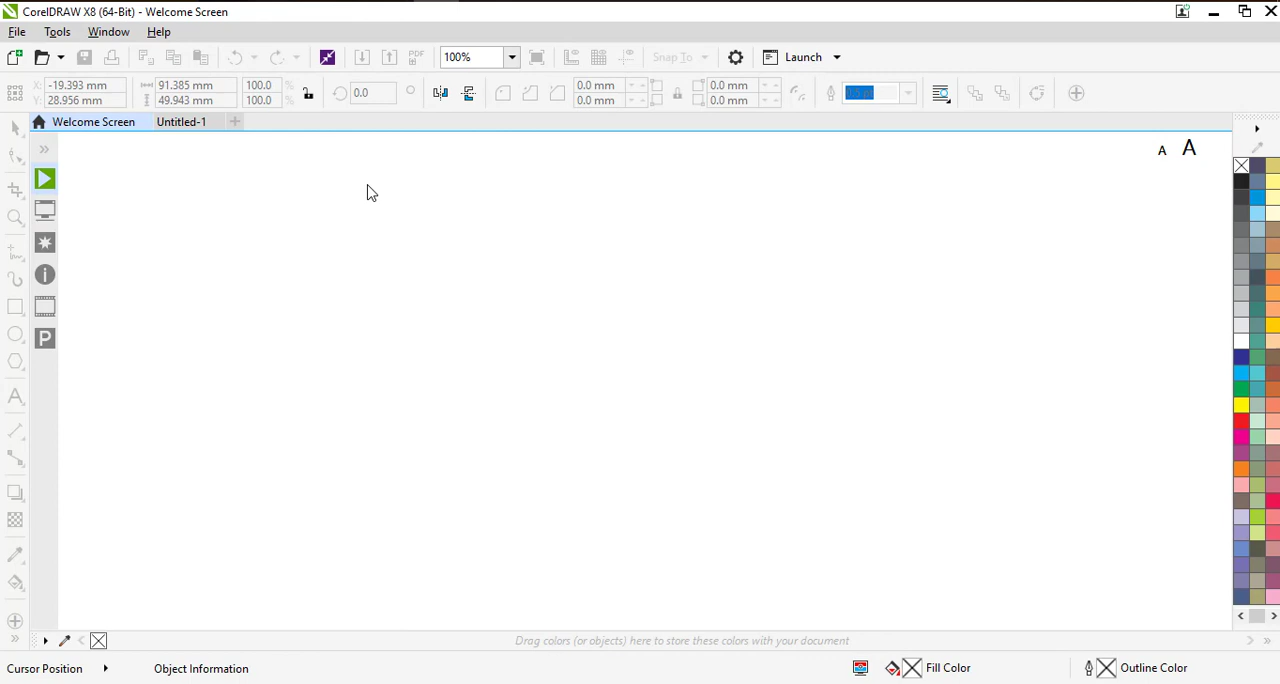 CorelDRAW X8 (64-Bit) - Welcome Screen
File Tools Window Help
PDF 100% Snap To Launch
X: -19.393 mm 91.385 mm 100.0 % 0.0 0.0 mm 0.0 mm
Y: 28.956 mm 49.943 mm 100.0 % 0.0 mm 0.0 mm
Welcome Screen Untitled-1
A A
Drag colors (or objects) here to store these colors with your document
Cursor Position Object Information Fill Color Outline Color